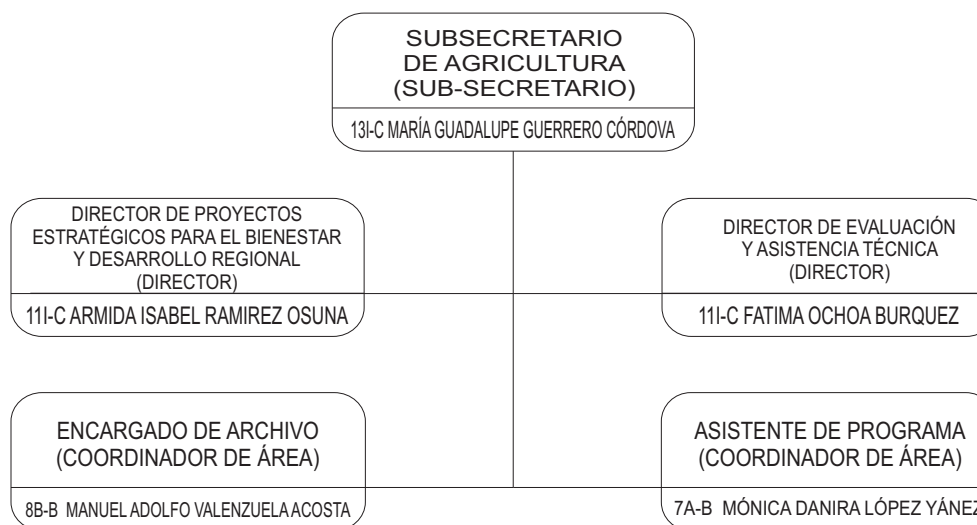 SUBSECRETARIO
DE AGRICULTURA
(SUB-SECRETARIO)
13I-C MARÍA GUADALUPE GUERRERO CÓRDOVA
DIRECTOR DE PROYECTOS
ESTRATÉGICOS PARA EL BIENESTAR
Y DESARROLLO REGIONAL
(DIRECTOR)
11I-C ARMIDA ISABEL RAMIREZ OSUNA
DIRECTOR DE EVALUACIÓN
Y ASISTENCIA TÉCNICA
(DIRECTOR)
11I-C FATIMA OCHOA BURQUEZ
ENCARGADO DE ARCHIVO
(COORDINADOR DE ÁREA)
8B-B MANUEL ADOLFO VALENZUELA ACOSTA
ASISTENTE DE PROGRAMA
(COORDINADOR DE ÁREA)
7A-B MÓNICA DANIRA LÓPEZ YÁNEZ